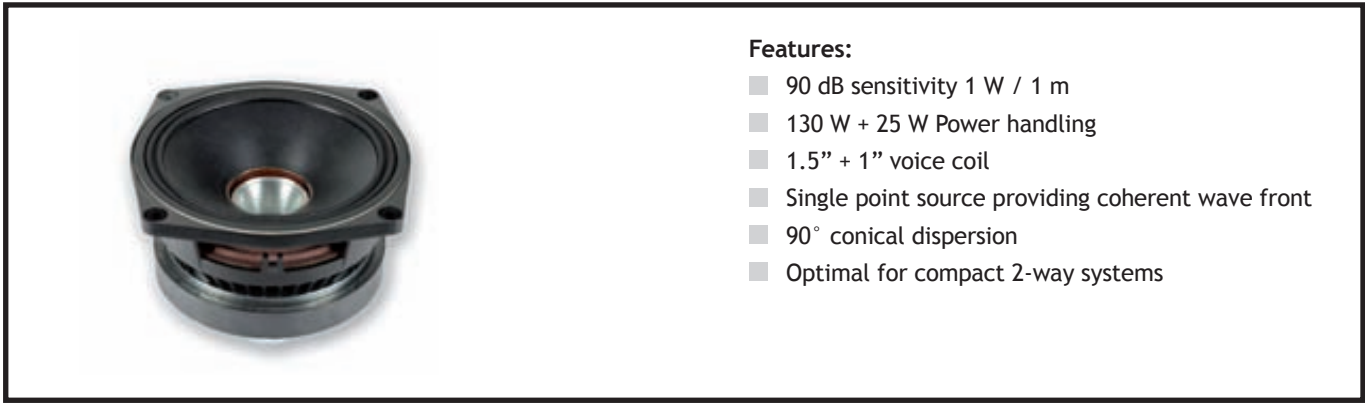 Features:
90 dB sensitivity 1 W / 1 m
130 W + 25 W Power handling
1.5” + 1” voice coil
Single point source providing coherent wave front
90° conical dispersion
Optimal for compact 2-way systems